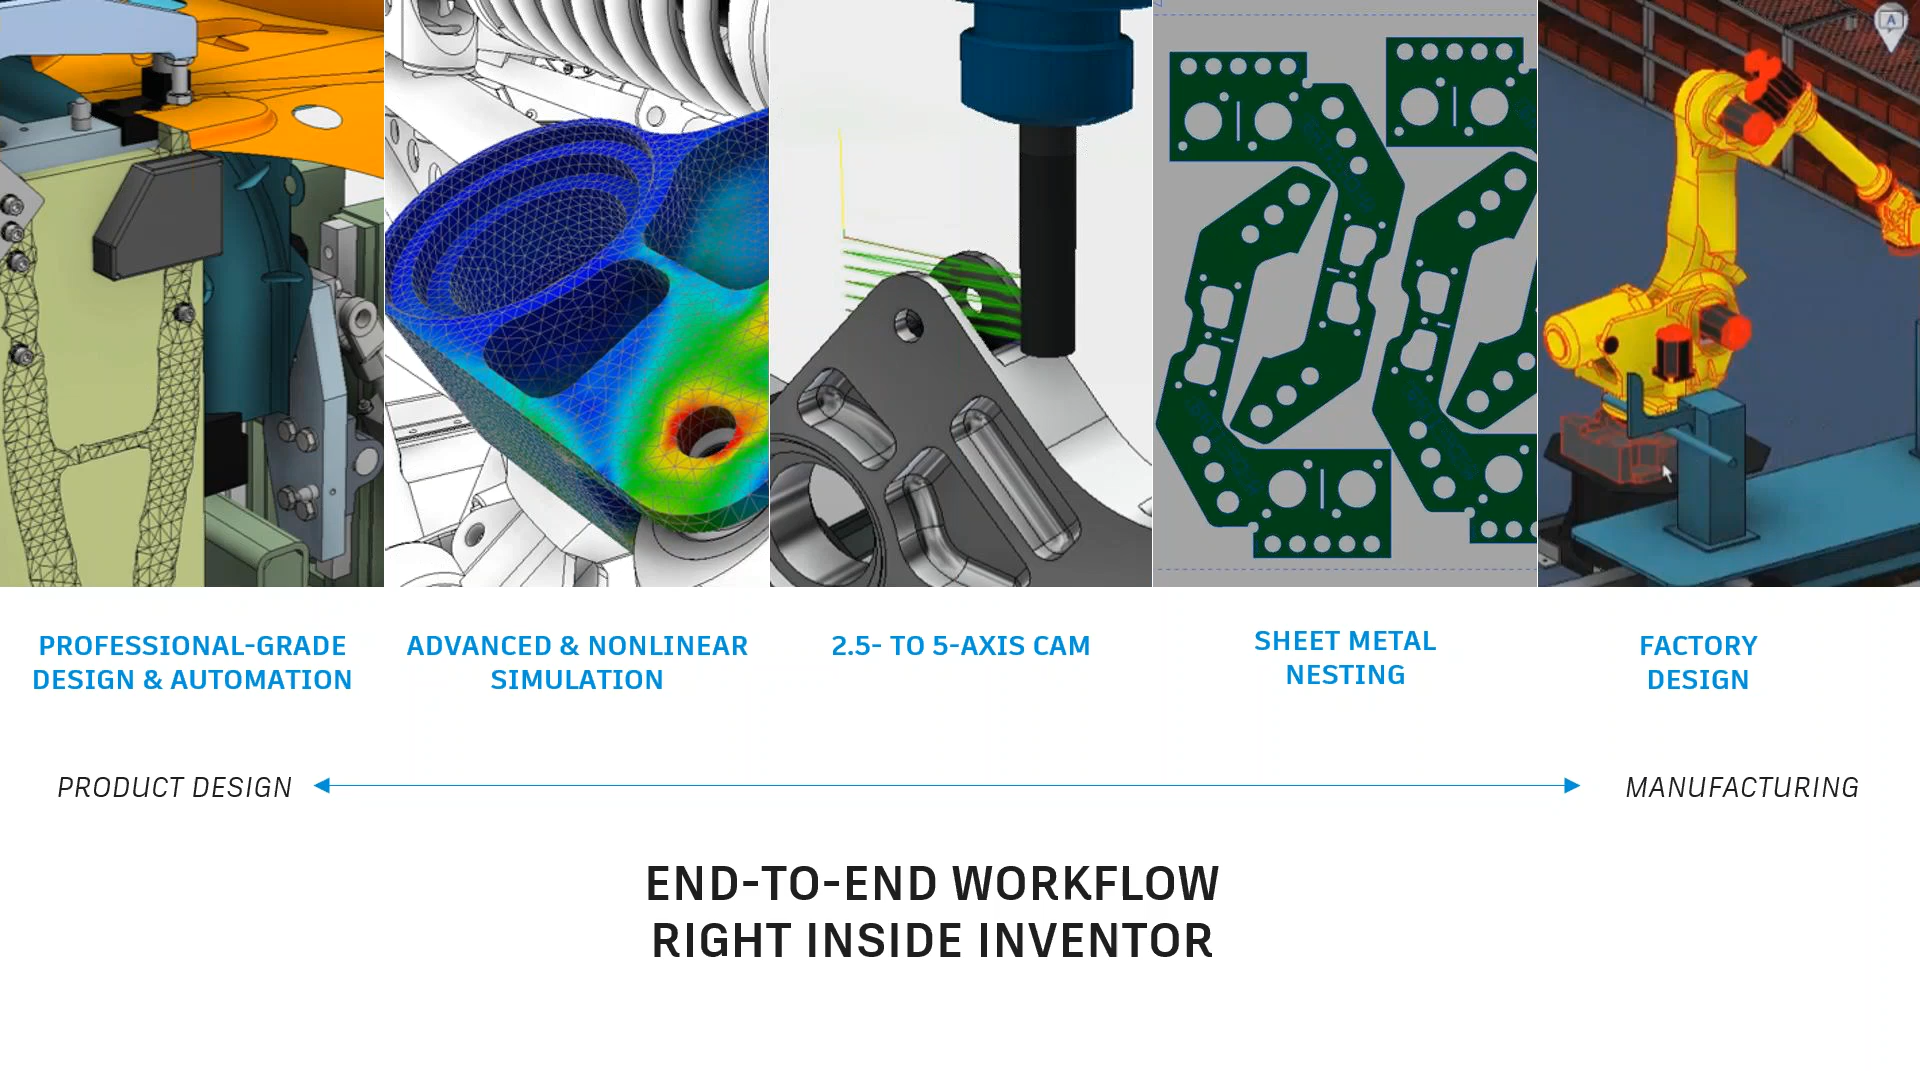 A
PROFESSIONAL-GRADE
DESIGN & AUTOMATION
ADVANCED & NONLINEAR
SIMULATION
2.5- TO 5-AXIS CAM
SHEET METAL
NESTING
FACTORY
DESIGN
PRODUCT DESIGN
MANUFACTURING
END-TO-END WORKFLOW
RIGHT INSIDE INVENTOR